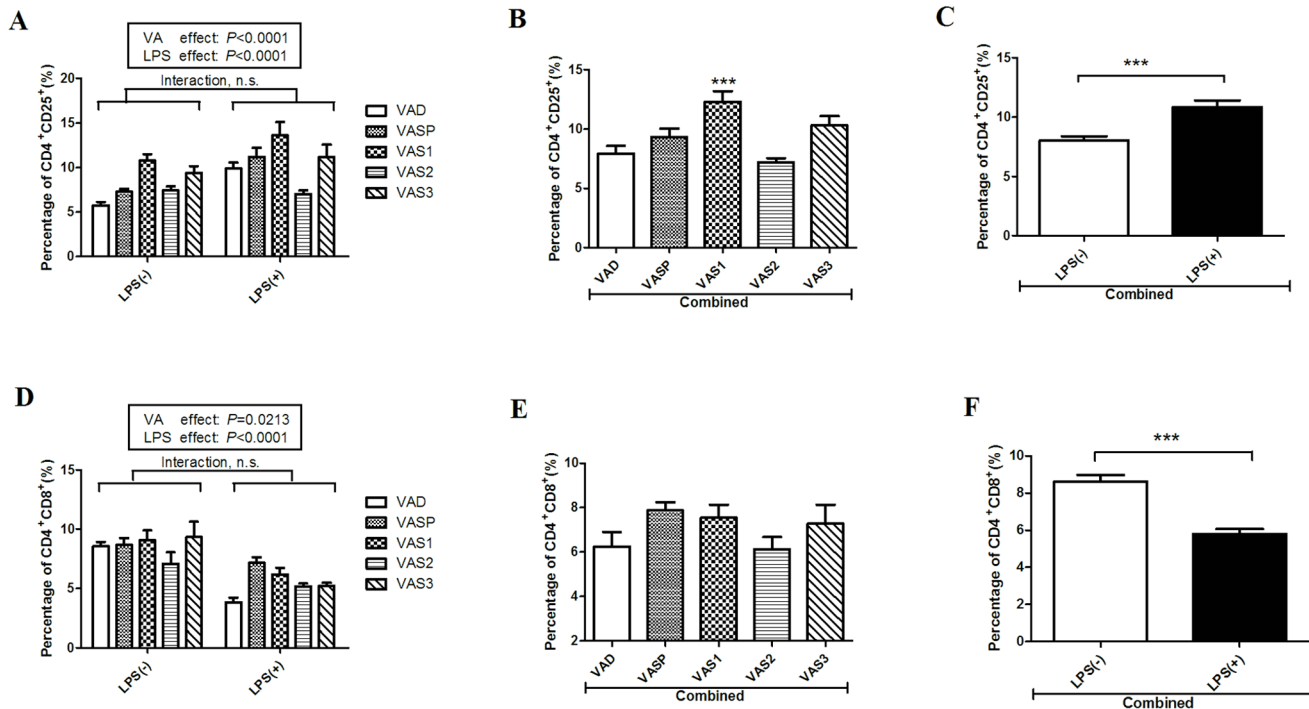 A
VA effect: P<0.0001
LPS effect: P<0.0001
Interaction, n.s.
Percentage of CD4⁺CD25⁺(%)
20
15
10
5
0
LPS(-)
LPS(+)
VAD
VASP
VAS1
VAS2
VAS3
B
Percentage of CD4⁺CD25⁺(%)
15
10
5
0
***
VAD
VASP
VAS1
VAS2
VAS3
Combined
C
Percentage of CD4⁺CD25⁺(%)
15
10
5
0
***
LPS(-)
LPS(+)
Combined
D
VA effect: P=0.0213
LPS effect: P<0.0001
Interaction, n.s.
Percentage of CD4⁺CD8⁺(%)
15
10
5
0
LPS(-)
LPS(+)
VAD
VASP
VAS1
VAS2
VAS3
E
Percentage of CD4⁺CD8⁺(%)
10
8
6
4
2
VAD
VASP
VAS1
VAS2
VAS3
Combined
F
Percentage of CD4⁺CD8⁺(%)
10
8
6
4
2
0
***
LPS(-)
LPS(+)
Combined